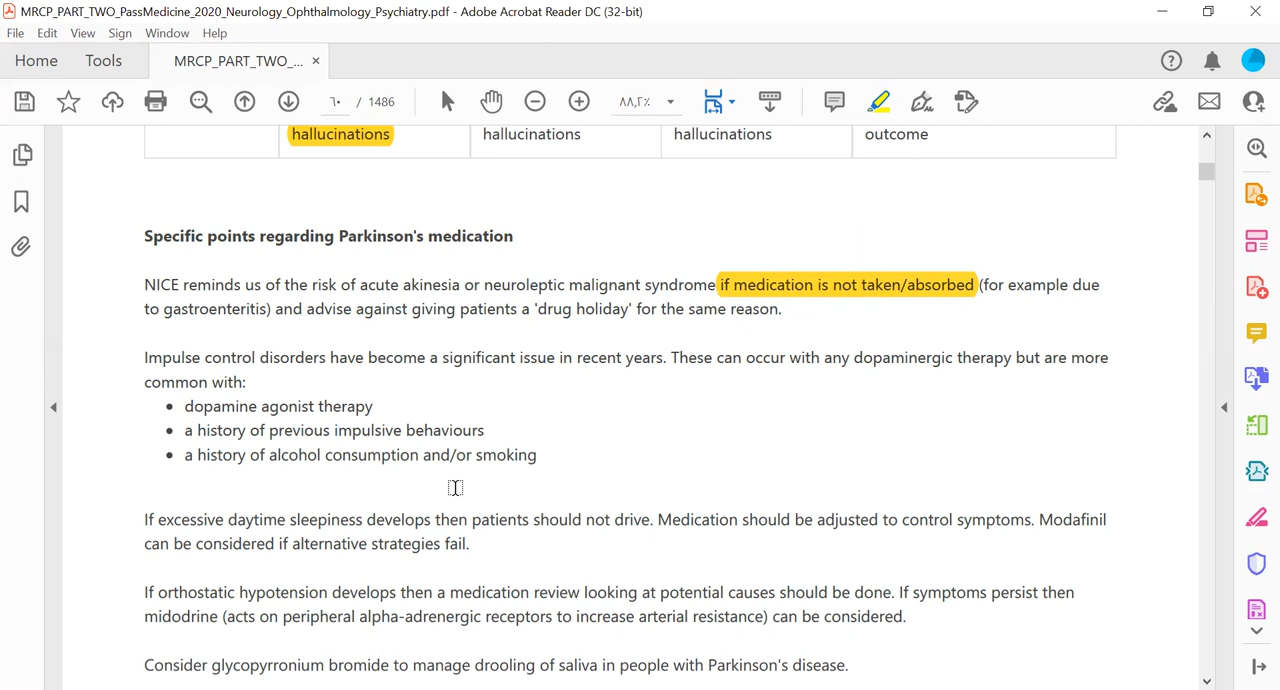 MRCP_PART_TWO_PassMedicine_2020_Neurology_Ophthalmology_Psychiatry.pdf - Adobe Acrobat Reader DC (32-bit)
File Edit View Sign Window Help
Home Tools MRCP_PART_TWO_... ×
٦٠ / 1486 ٨٨,٢٪
hallucinations hallucinations hallucinations outcome
Specific points regarding Parkinson's medication
NICE reminds us of the risk of acute akinesia or neuroleptic malignant syndrome if medication is not taken/absorbed (for example due
to gastroenteritis) and advise against giving patients a 'drug holiday' for the same reason.
Impulse control disorders have become a significant issue in recent years. These can occur with any dopaminergic therapy but are more
common with:
• dopamine agonist therapy
• a history of previous impulsive behaviours
• a history of alcohol consumption and/or smoking
If excessive daytime sleepiness develops then patients should not drive. Medication should be adjusted to control symptoms. Modafinil
can be considered if alternative strategies fail.
If orthostatic hypotension develops then a medication review looking at potential causes should be done. If symptoms persist then
midodrine (acts on peripheral alpha-adrenergic receptors to increase arterial resistance) can be considered.
Consider glycopyrronium bromide to manage drooling of saliva in people with Parkinson's disease.